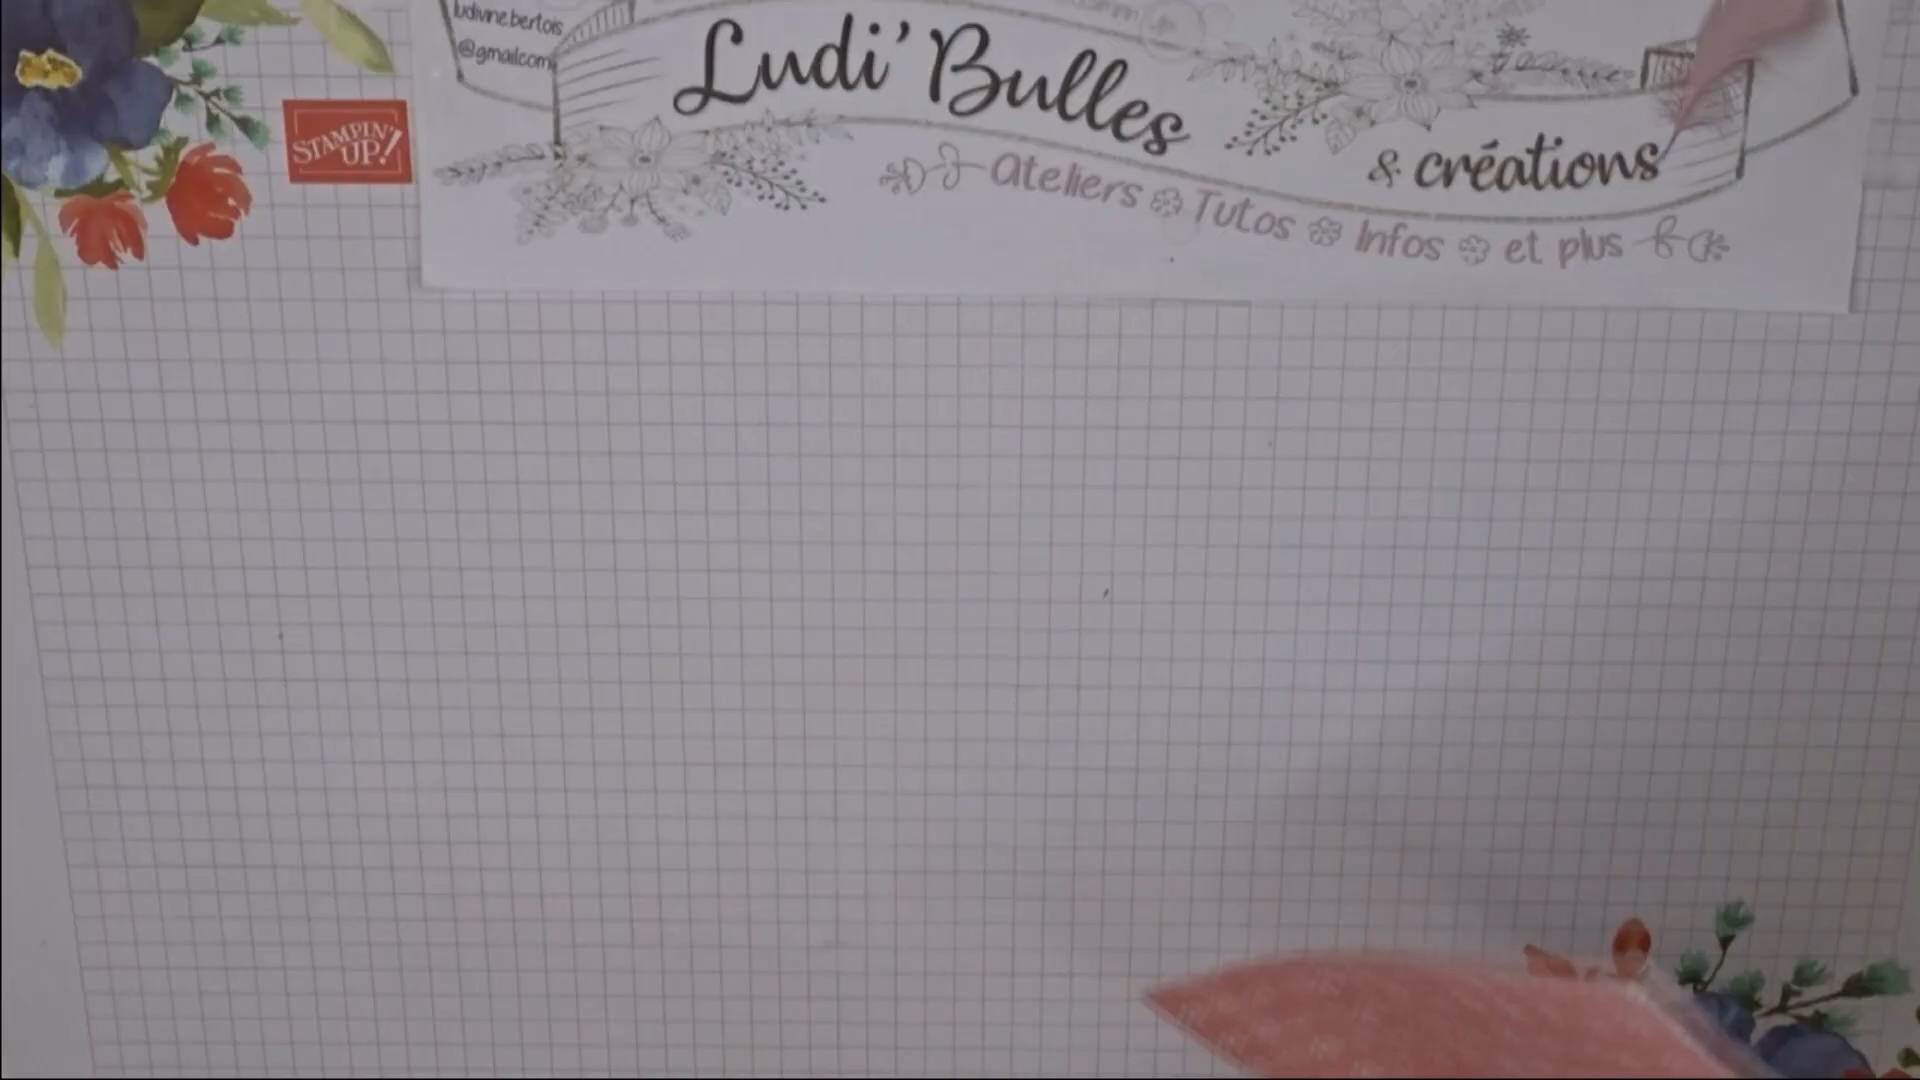 ludivine.bertois
@gmail.com
STAMPIN' UP!
Ludi' Bulles
& créations
ateliers Tutos Infos et plus